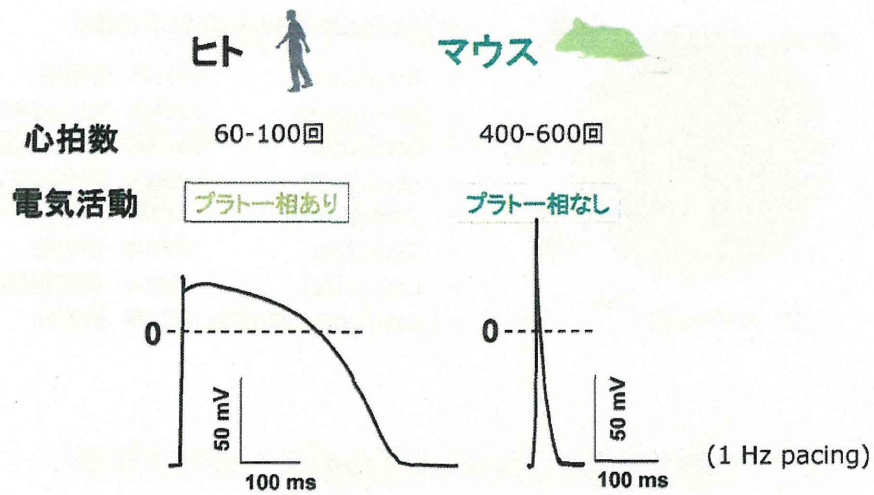 ヒト マウス
心拍数 60-100回 400-600回
電気活動 プラトー相あり プラトー相なし
0 0
50 mV 50 mV
100 ms 100 ms (1 Hz pacing)